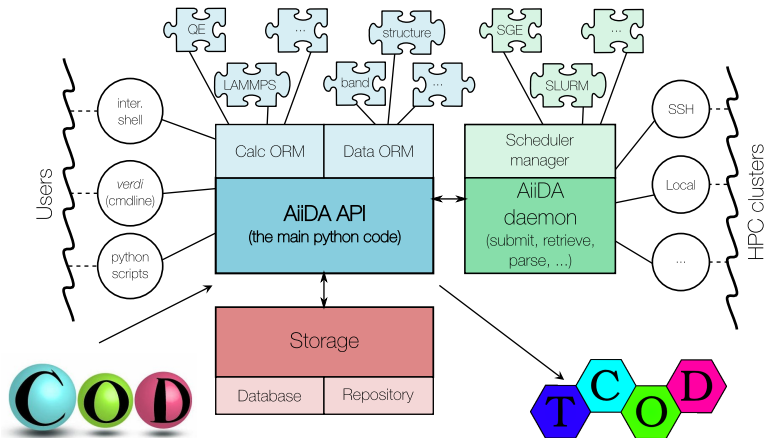 QE
...
structure
SGE
...
LAMMPS
band
...
SLURM
inter.
shell
Calc ORM
Data ORM
Scheduler
manager
SSH
Users
verdi
(cmdline)
AiiDA API
(the main python code)
AiiDA
daemon
(submit, retrieve,
parse, ...)
Local
HPC clusters
python
scripts
...
Storage
Database
Repository
COD
TCOD